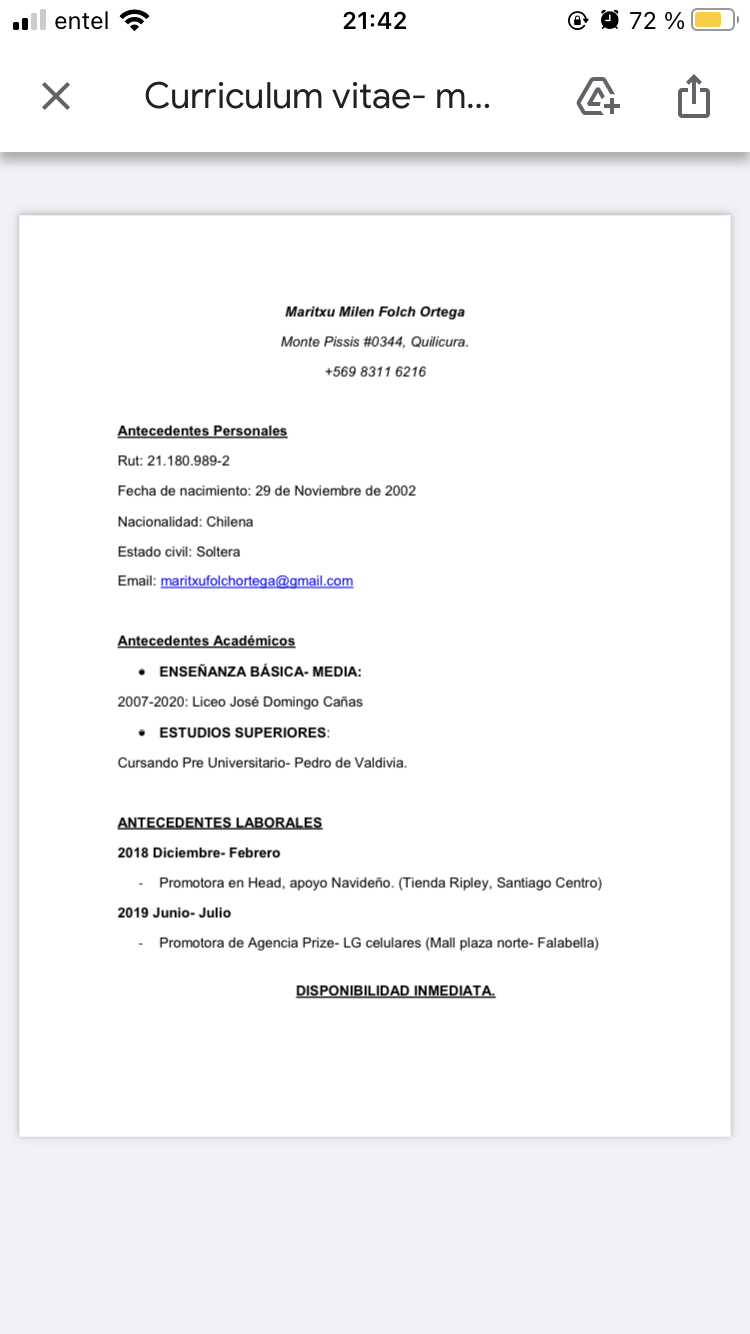 entel
21:42
72 %
Curriculum vitae- m...
Maritxu Milen Folch Ortega
Monte Pissis #0344, Quilicura.
+569 8311 6216
Antecedentes Personales
Rut: 21.180.989-2
Fecha de nacimiento: 29 de Noviembre de 2002
Nacionalidad: Chilena
Estado civil: Soltera
Email: maritxufolchortega@gmail.com
Antecedentes Académicos
• ENSEÑANZA BÁSICA- MEDIA:
2007-2020: Liceo José Domingo Cañas
• ESTUDIOS SUPERIORES:
Cursando Pre Universitario- Pedro de Valdivia.
ANTECEDENTES LABORALES
2018 Diciembre- Febrero
- Promotora en Head, apoyo Navideño. (Tienda Ripley, Santiago Centro)
2019 Junio- Julio
- Promotora de Agencia Prize- LG celulares (Mall plaza norte- Falabella)
DISPONIBILIDAD INMEDIATA.